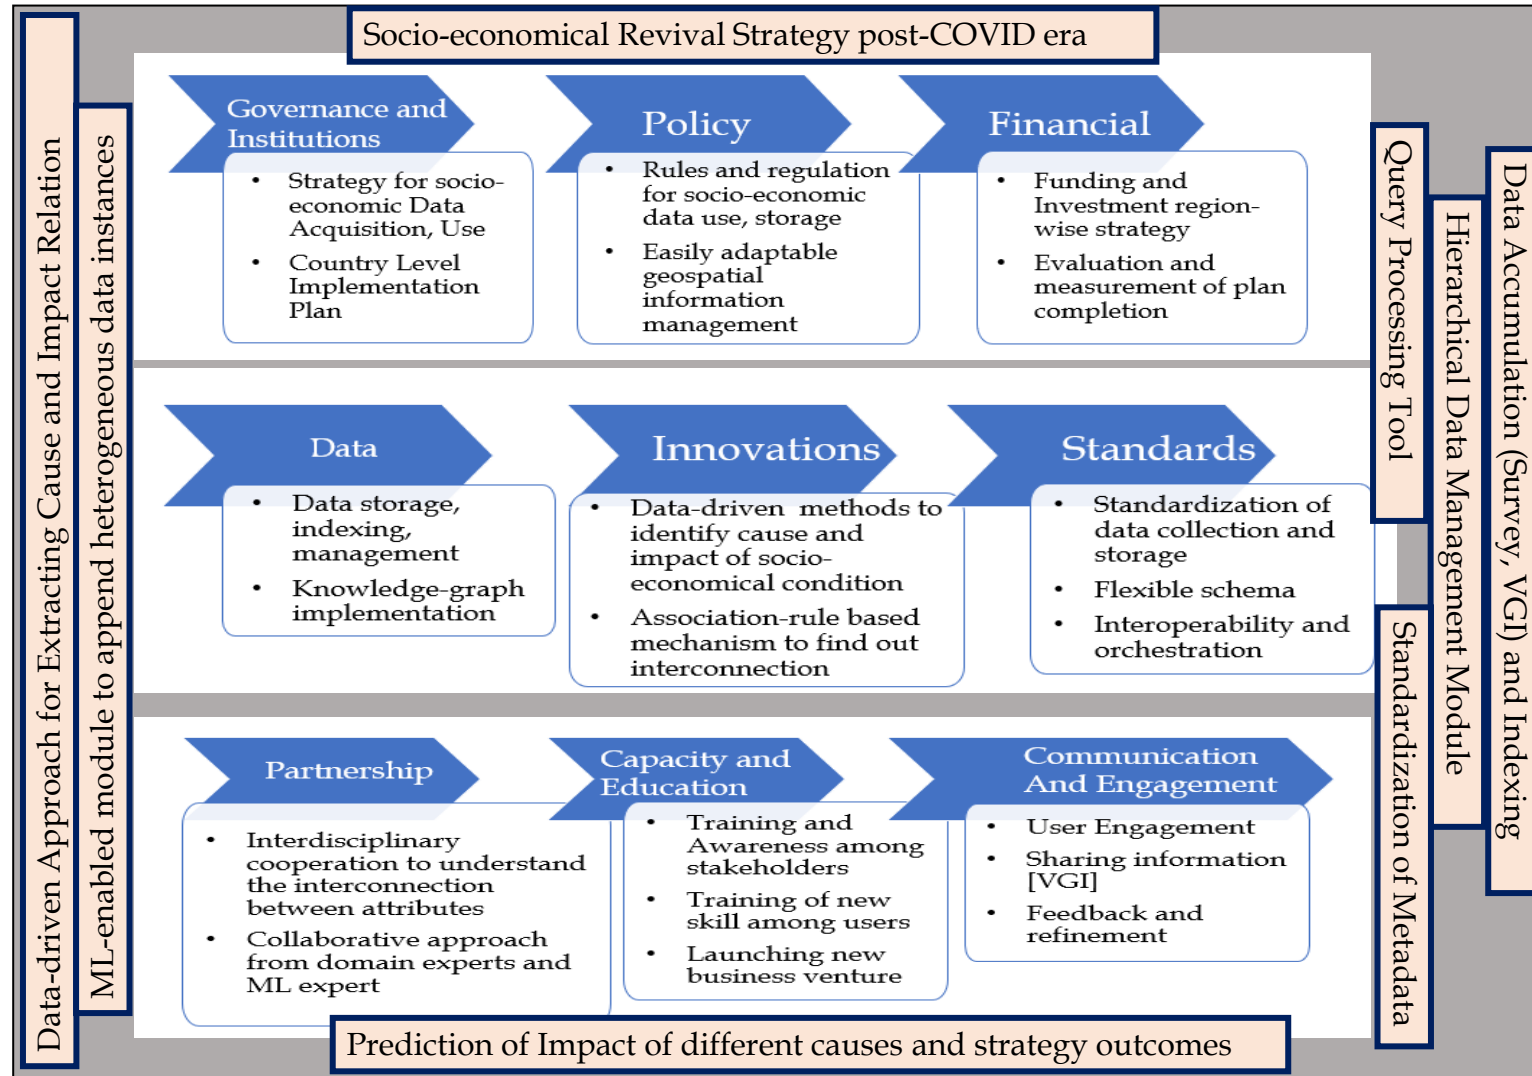 Socio-economical Revival Strategy post-COVID era
Data-driven Approach for Extracting Cause and Impact Relation
ML-enabled module to append heterogeneous data instances
Governance and
Institutions
• Strategy for socio-
economic Data
Acquisition, Use
• Country Level
Implementation
Plan
Policy
• Rules and regulation
for socio-economic
data use, storage
• Easily adaptable
geospatial
information
management
Financial
• Funding and
Investment region-
wise strategy
• Evaluation and
measurement of plan
completion
Data
• Data storage,
indexing,
management
• Knowledge-graph
implementation
Innovations
• Data-driven methods to
identify cause and
impact of socio-
economical condition
• Association-rule based
mechanism to find out
interconnection
Standards
• Standardization of
data collection and
storage
• Flexible schema
• Interoperability and
orchestration
Partnership
• Interdisciplinary
cooperation to understand
the interconnection
between attributes
• Collaborative approach
from domain experts and
ML expert
Capacity and
Education
• Training and
Awareness among
stakeholders
• Training of new
skill among users
• Launching new
business venture
Communication
And Engagement
• User Engagement
• Sharing information
[VGI]
• Feedback and
refinement
Query Processing Tool
Standardization of Metadata
Hierarchical Data Management Module
Data Accumulation (Survey, VGI) and Indexing
Prediction of Impact of different causes and strategy outcomes